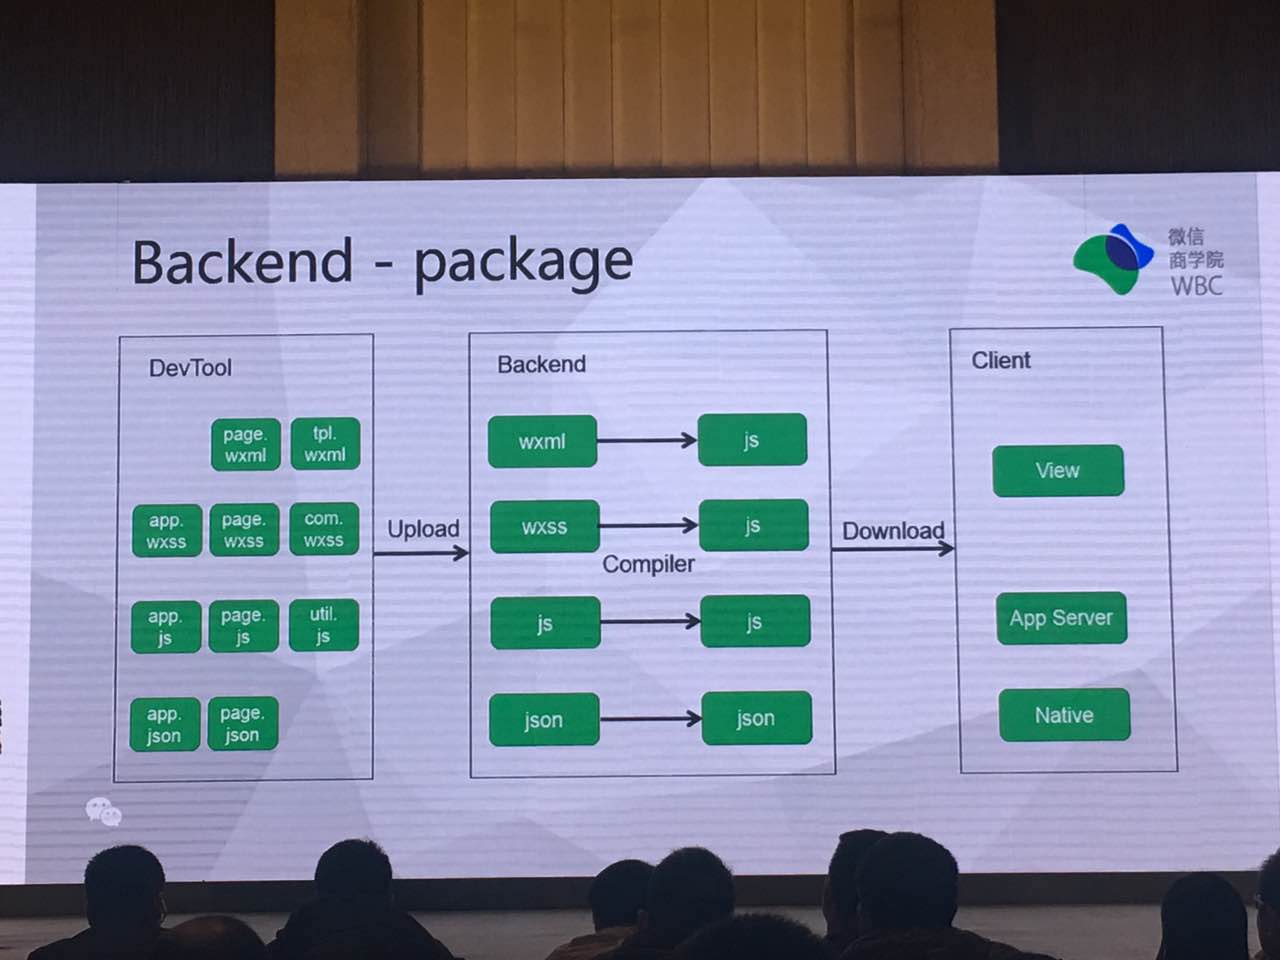 Backend - package
微信
商学院
WBC
DevTool
page.
wxml
tpl.
wxml
app.
wxss
page.
wxss
com.
wxss
app.
js
page.
js
util.
js
app.
json
page.
json
Upload
Backend
wxml
js
wxss
js
Compiler
js
js
json
json
Download
Client
View
App Server
Native